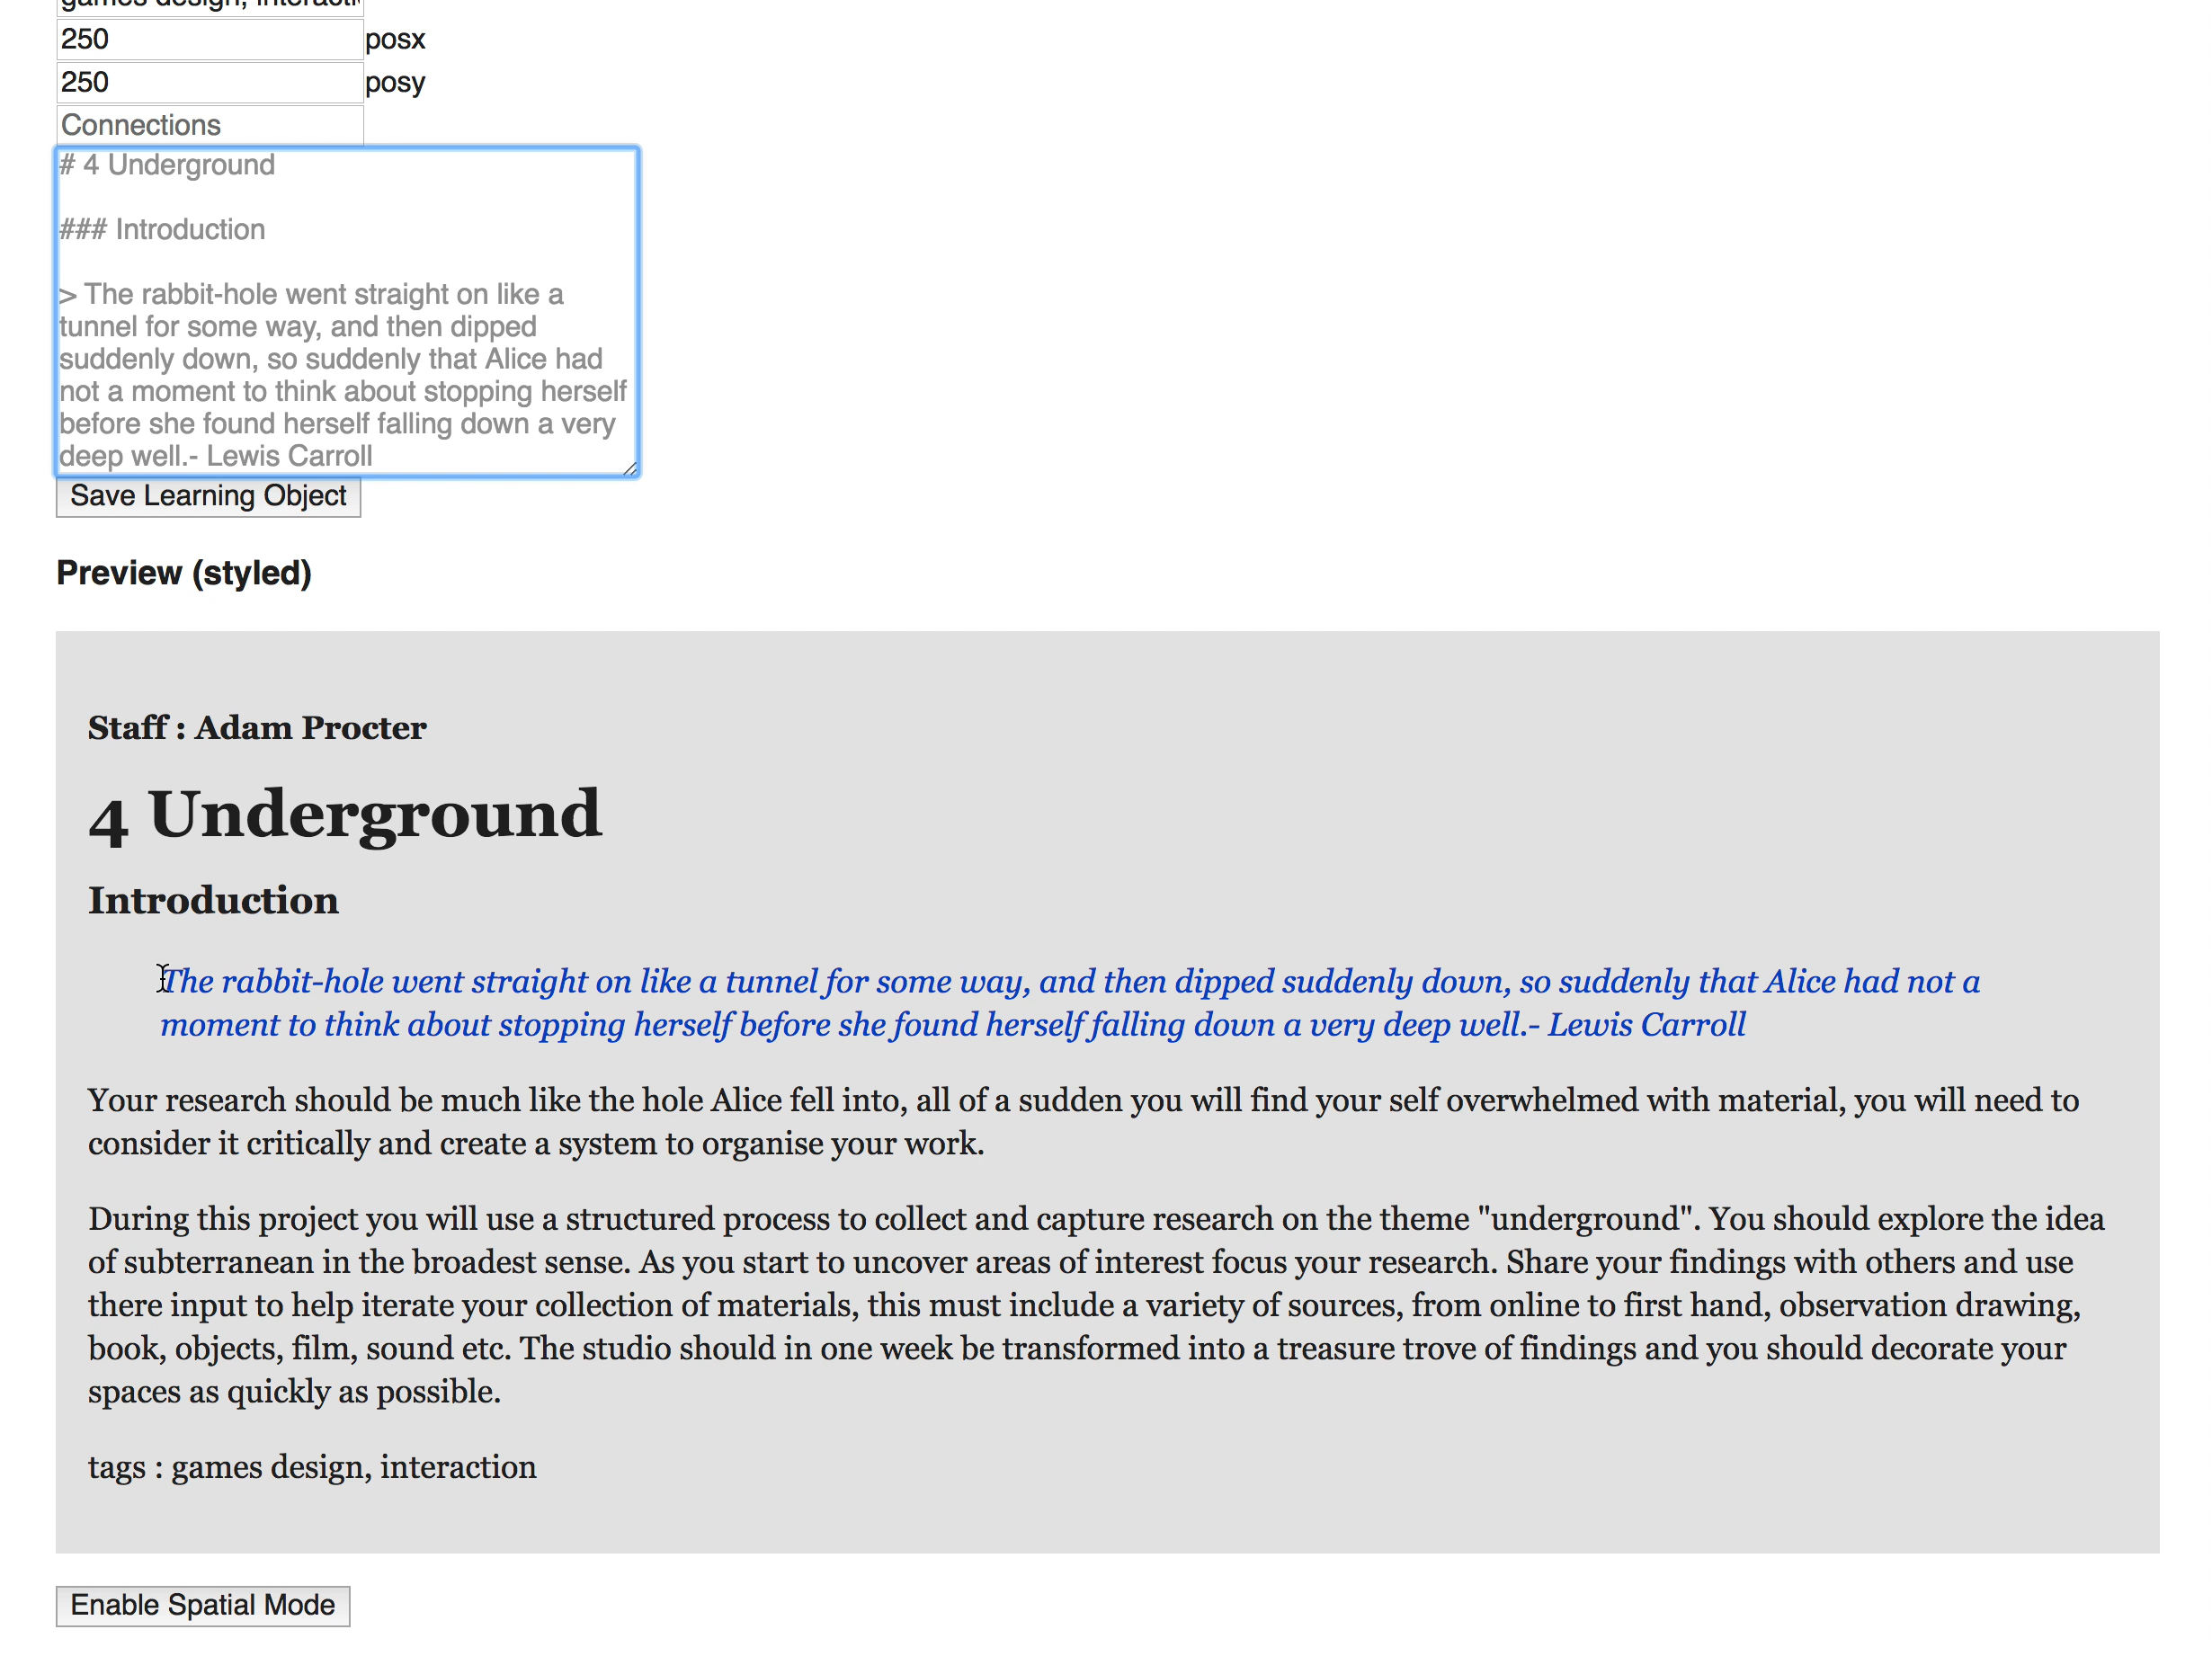 games design, interacti
250 posx
250 posy
Connections
# 4 Underground
### Introduction
> The rabbit-hole went straight on like a
tunnel for some way, and then dipped
suddenly down, so suddenly that Alice had
not a moment to think about stopping herself
before she found herself falling down a very
deep well.- Lewis Carroll
Save Learning Object
Preview (styled)
Staff : Adam Procter
4 Underground
Introduction
The rabbit-hole went straight on like a tunnel for some way, and then dipped suddenly down, so suddenly that Alice had not a
moment to think about stopping herself before she found herself falling down a very deep well.- Lewis Carroll
Your research should be much like the hole Alice fell into, all of a sudden you will find your self overwhelmed with material, you will need to
consider it critically and create a system to organise your work.
During this project you will use a structured process to collect and capture research on the theme "underground". You should explore the idea
of subterranean in the broadest sense. As you start to uncover areas of interest focus your research. Share your findings with others and use
there input to help iterate your collection of materials, this must include a variety of sources, from online to first hand, observation drawing,
book, objects, film, sound etc. The studio should in one week be transformed into a treasure trove of findings and you should decorate your
spaces as quickly as possible.
tags : games design, interaction
Enable Spatial Mode